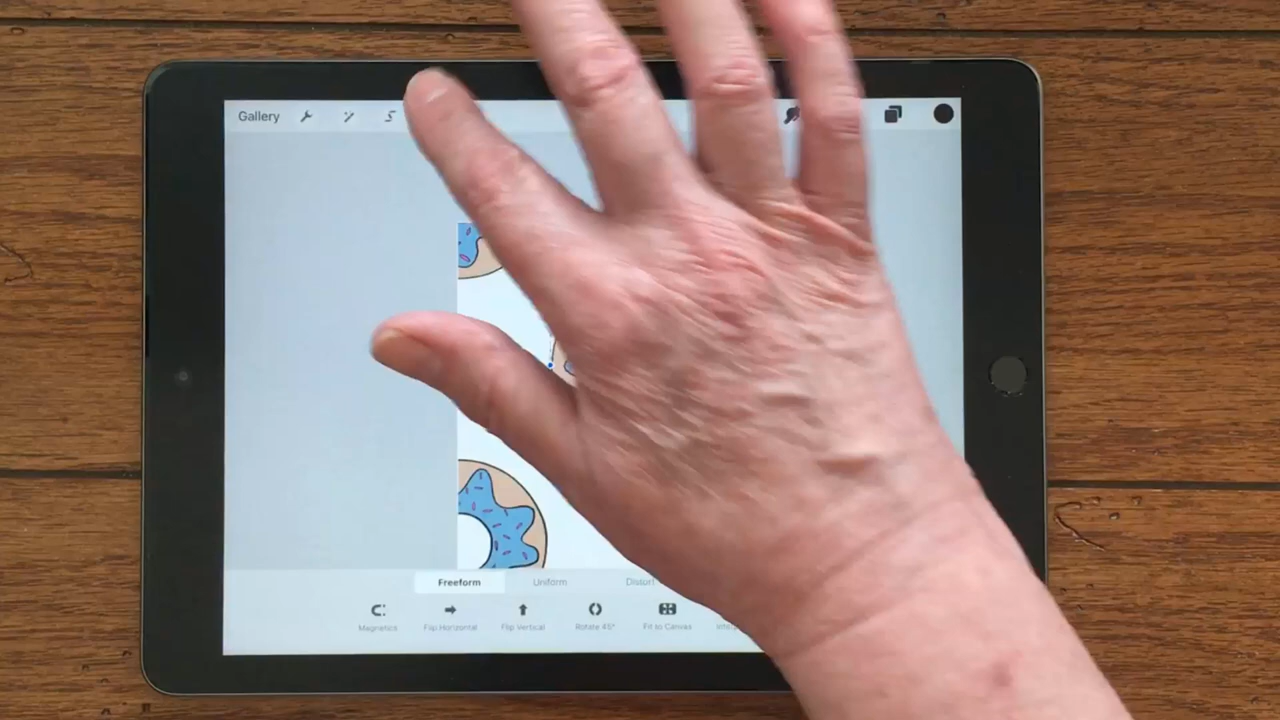 Gallery
Freeform Uniform Distort
Magnetics Flip Horizontal Flip Vertical Rotate 45° Fit to Canvas